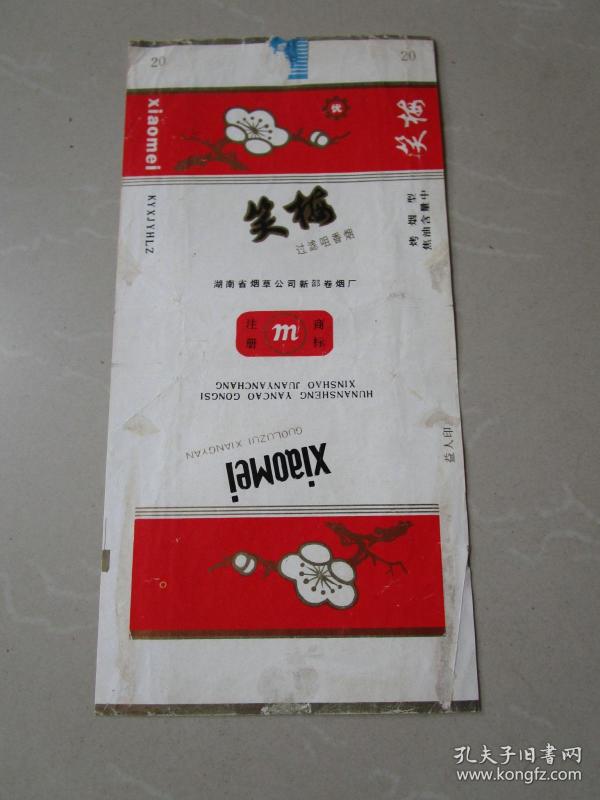 20
20
xiaomei
优
笑梅
KYXJYHLZ
笑梅
过滤咀香烟
烤烟型
焦油含量中
湖南省烟草公司新邵卷烟厂
注册
m
商标
HUNANSHENG YANCAO GONGSI
XINSHAO JUANYANCHANG
益人印
GUOLUZUI XIANGYAN
xiaomei
孔夫子旧书网
www.kongfz.com